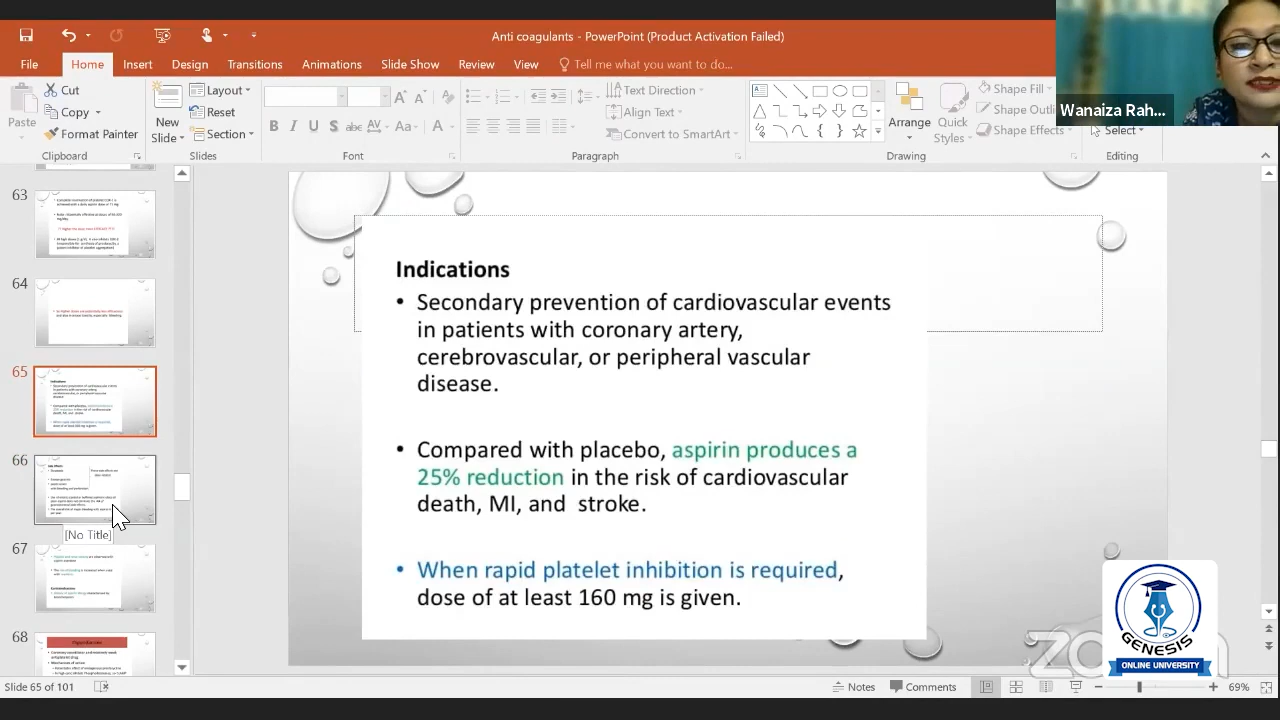 Anti coagulants - PowerPoint (Product Activation Failed)
File Home Insert Design Transitions Animations Slide Show Review View Tell me what you want to do...
Wanaiza Rah...
Paste
Cut
Copy
Format Painter
Clipboard
New
Slide
Layout
Reset
Section
Slides
B I U S abc AV Aa A
Font
Text Direction
Align Text
Convert to SmartArt
Paragraph
Arrange
Quick
Styles
Shape Fill
Shape Outli
Shape Effects
Drawing
Select
Editing
63
64
65
66
[No Title]
67
68
Indications
• Secondary prevention of cardiovascular events
in patients with coronary artery,
cerebrovascular, or peripheral vascular
disease.
• Compared with placebo, aspirin produces a
25% reduction in the risk of cardiovascular
death, MI, and stroke.
• When rapid platelet inhibition is required,
dose of at least 160 mg is given.
GENESIS
ONLINE UNIVERSITY
Slide 65 of 101
Notes
Comments
69%